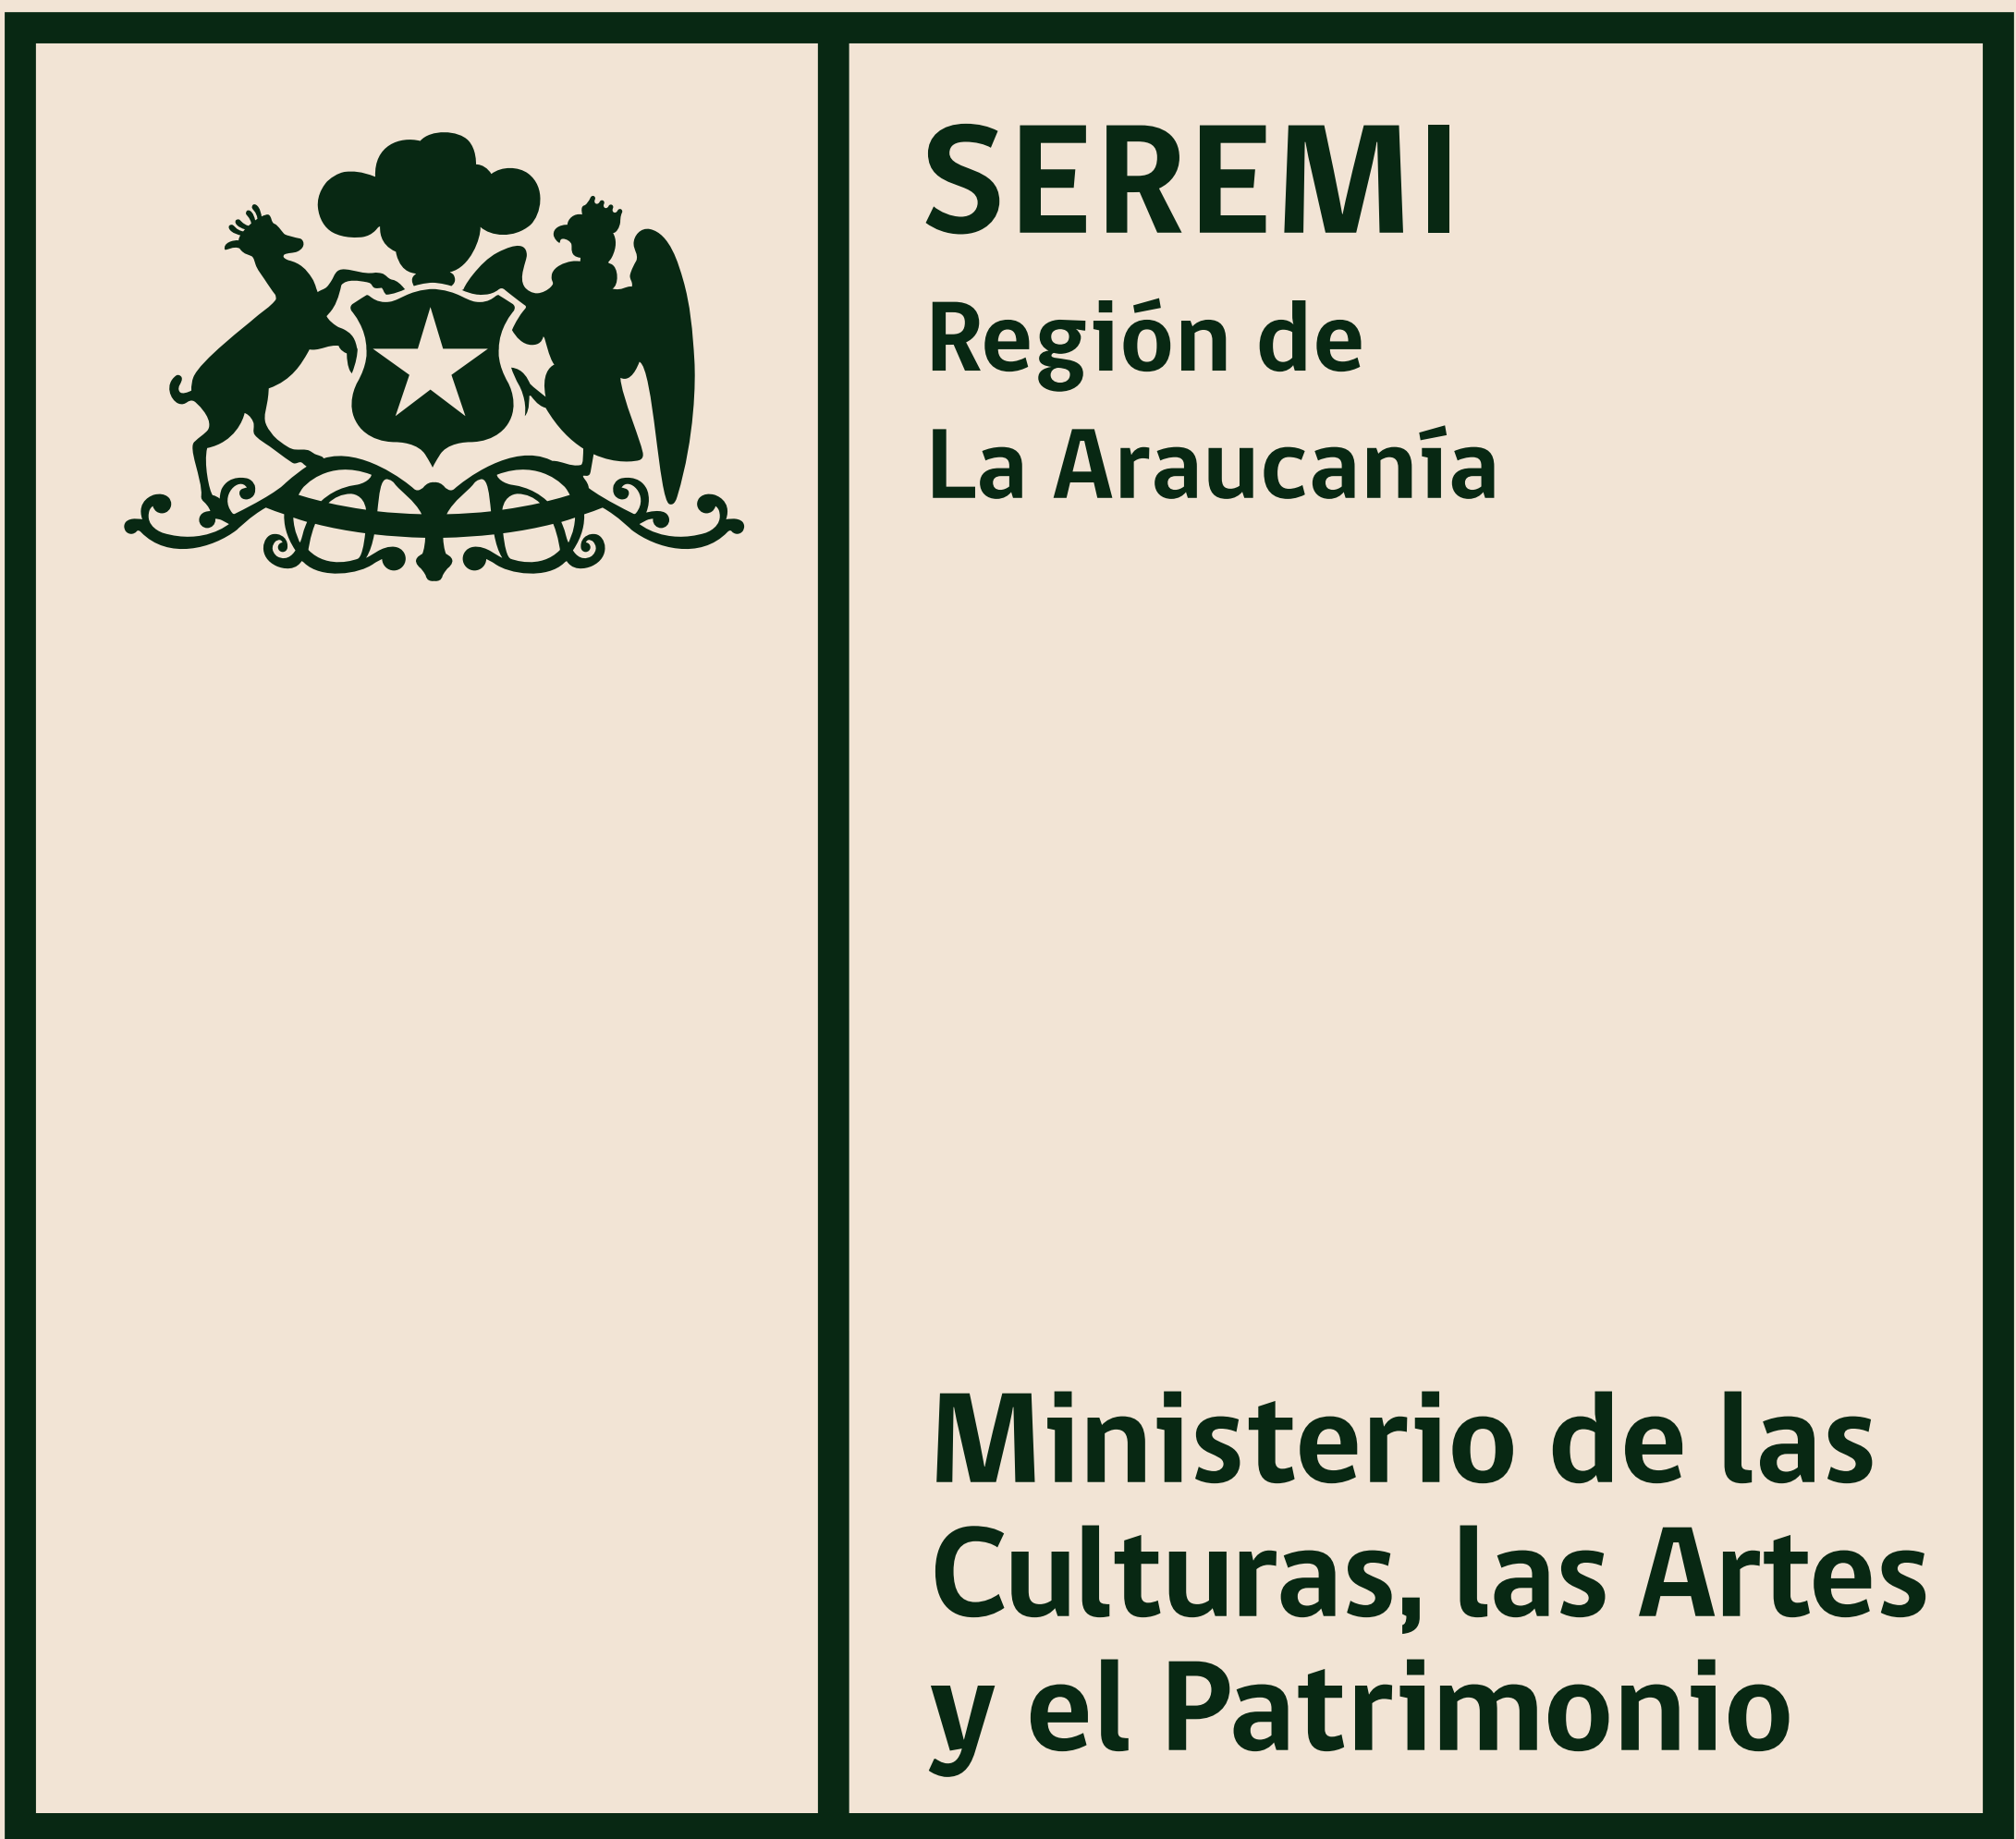 SEREMI
Región de
La Araucanía
Ministerio de las
Culturas, las Artes
y el Patrimonio